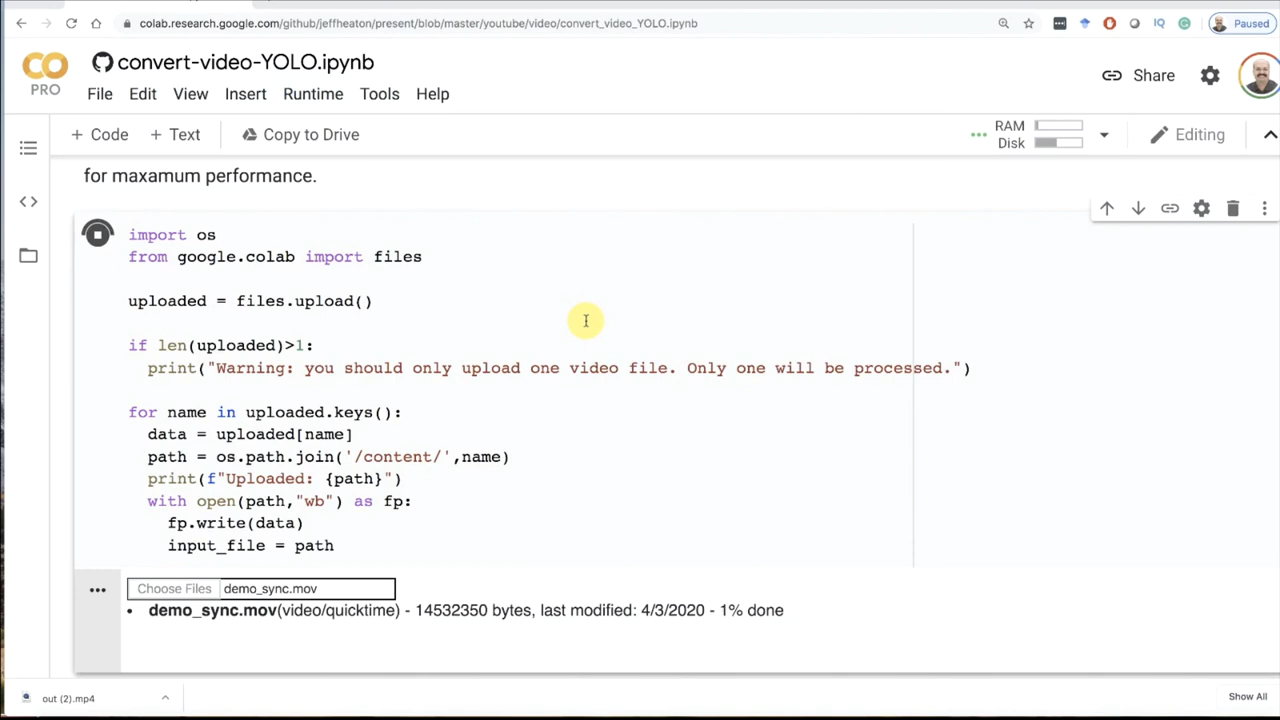 colab.research.google.com/github/jeffheaton/present/blob/master/youtube/video/convert_video_YOLO.ipynb
IQ
Paused
CO
PRO
convert-video-YOLO.ipynb
File Edit View Insert Runtime Tools Help
Share
+ Code + Text Copy to Drive
RAM
Disk
Editing
for maxamum performance.
import os
from google.colab import files
uploaded = files.upload()
if len(uploaded)>1:
print("Warning: you should only upload one video file. Only one will be processed.")
for name in uploaded.keys():
data = uploaded[name]
path = os.path.join('/content/',name)
print(f"Uploaded: {path}")
with open(path,"wb") as fp:
fp.write(data)
input_file = path
Choose Files demo_sync.mov
• demo_sync.mov(video/quicktime) - 14532350 bytes, last modified: 4/3/2020 - 1% done
out (2).mp4
Show All